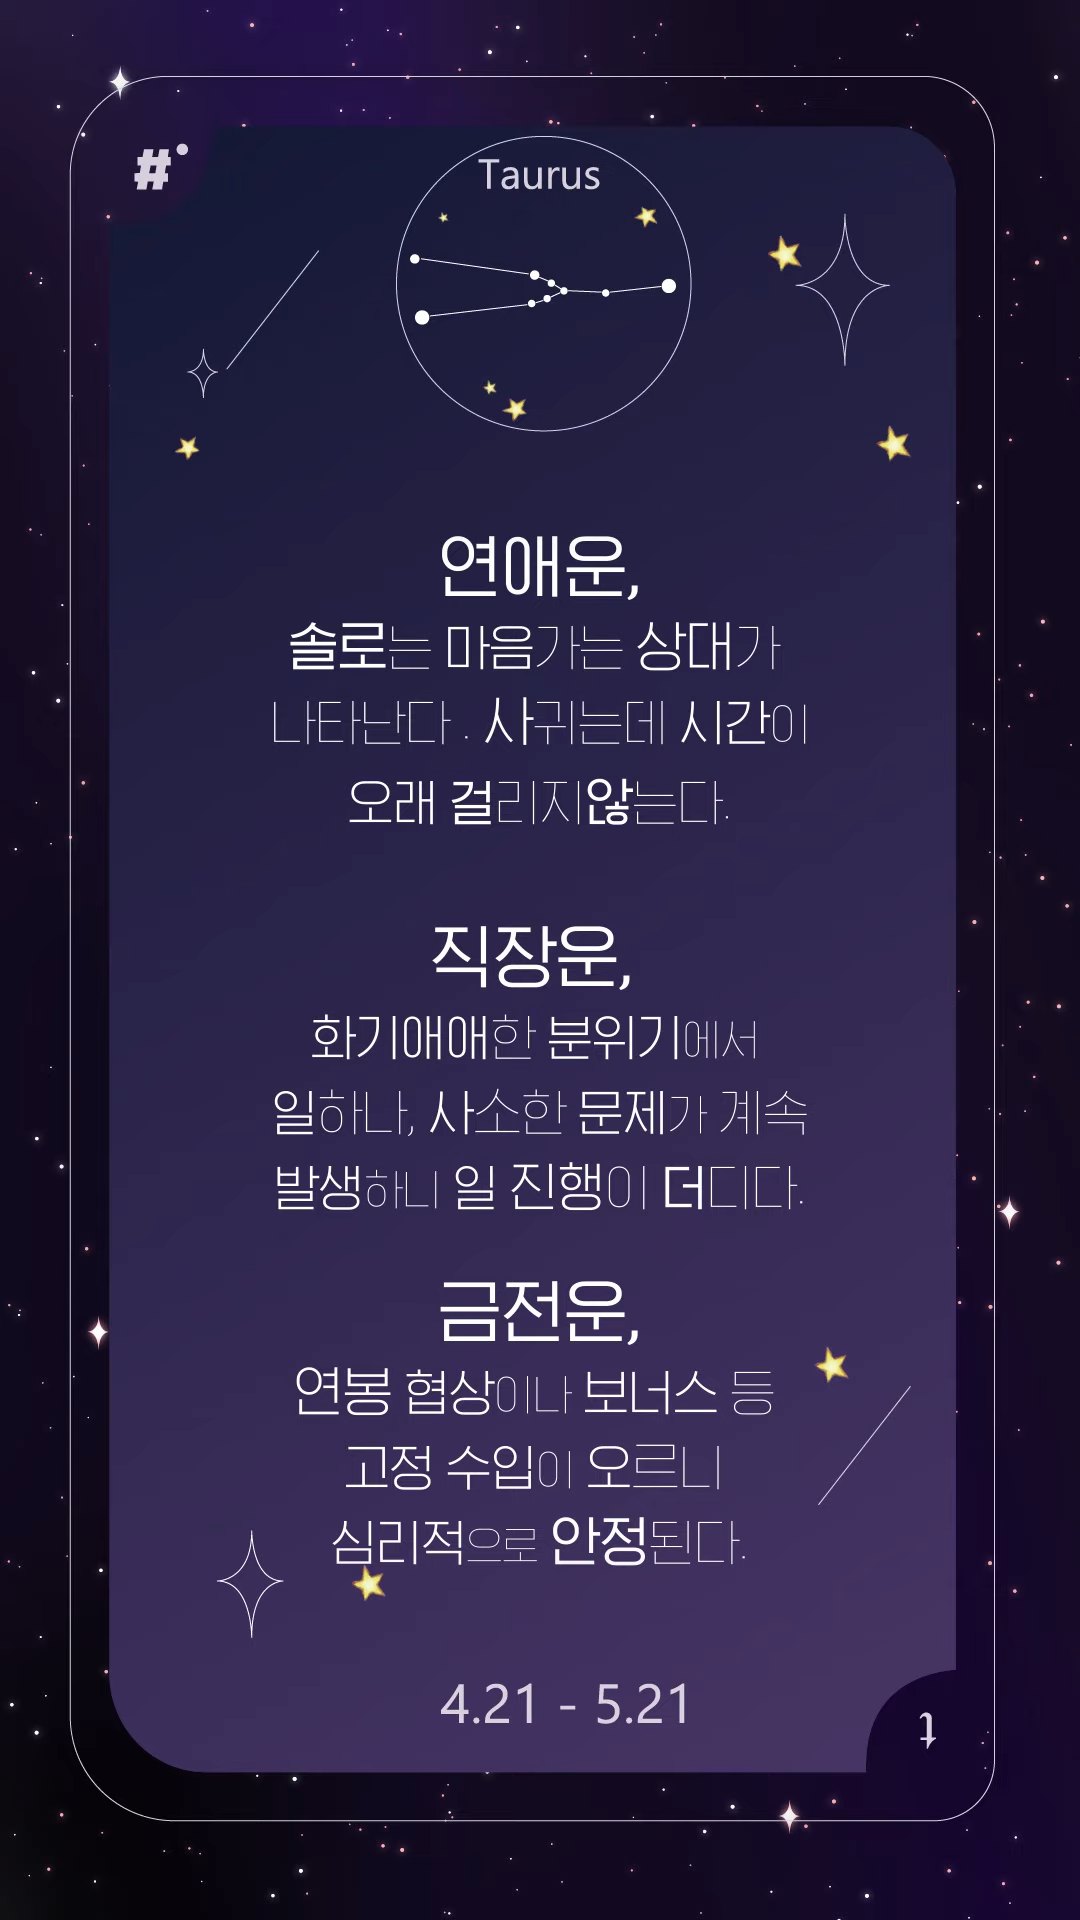 #
Taurus
연애운,
솔로는 마음가는 상대가
나타난다 . 사귀는데 시간이
오래 걸리지않는다.
직장운,
화기애애한 분위기에서
일하나, 사소한 문제가 계속
발생하니 일 진행이 더디다.
금전운,
연봉 협상이나 보너스 등
고정 수입이 오르니
심리적으로 안정된다.
4.21 - 5.21